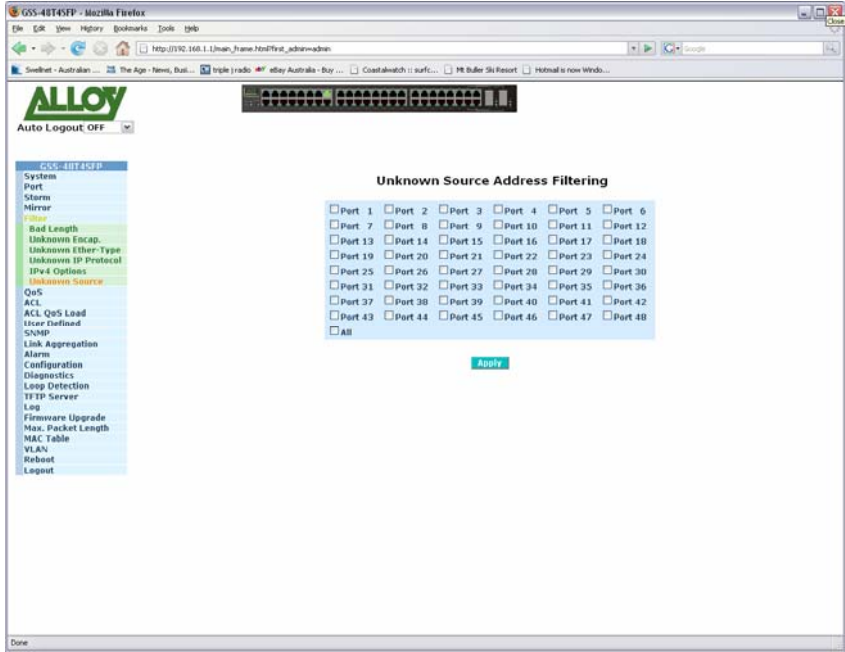 GSS-48T4SFP - Mozilla Firefox
Close
File Edit View History Bookmarks Tools Help
http://192.168.1.1/main_frame.html?first_admin=admin
Google
Swellnet - Australian ... The Age - News, Busi... triple j radio eBay Australia - Buy ... Coastalwatch :: surfc... Mt Buller Ski Resort Hotmail is now Windo...
ALLOY
Auto Logout OFF
GSS-48T4SFP
System
Port
Storm
Mirror
Filter
Bad Length
Unknown Encap.
Unknown Ether-Type
Unknown IP Protocol
IPv4 Options
Unknown Source
QoS
ACL
ACL QoS Load
User Defined
SNMP
Link Aggregation
Alarm
Configuration
Diagnostics
Loop Detection
TFTP Server
Log
Firmware Upgrade
Max. Packet Length
MAC Table
VLAN
Reboot
Logout
Unknown Source Address Filtering
Port 1 Port 2 Port 3 Port 4 Port 5 Port 6
Port 7 Port 8 Port 9 Port 10 Port 11 Port 12
Port 13 Port 14 Port 15 Port 16 Port 17 Port 18
Port 19 Port 20 Port 21 Port 22 Port 23 Port 24
Port 25 Port 26 Port 27 Port 28 Port 29 Port 30
Port 31 Port 32 Port 33 Port 34 Port 35 Port 36
Port 37 Port 38 Port 39 Port 40 Port 41 Port 42
Port 43 Port 44 Port 45 Port 46 Port 47 Port 48
All
Apply
Done